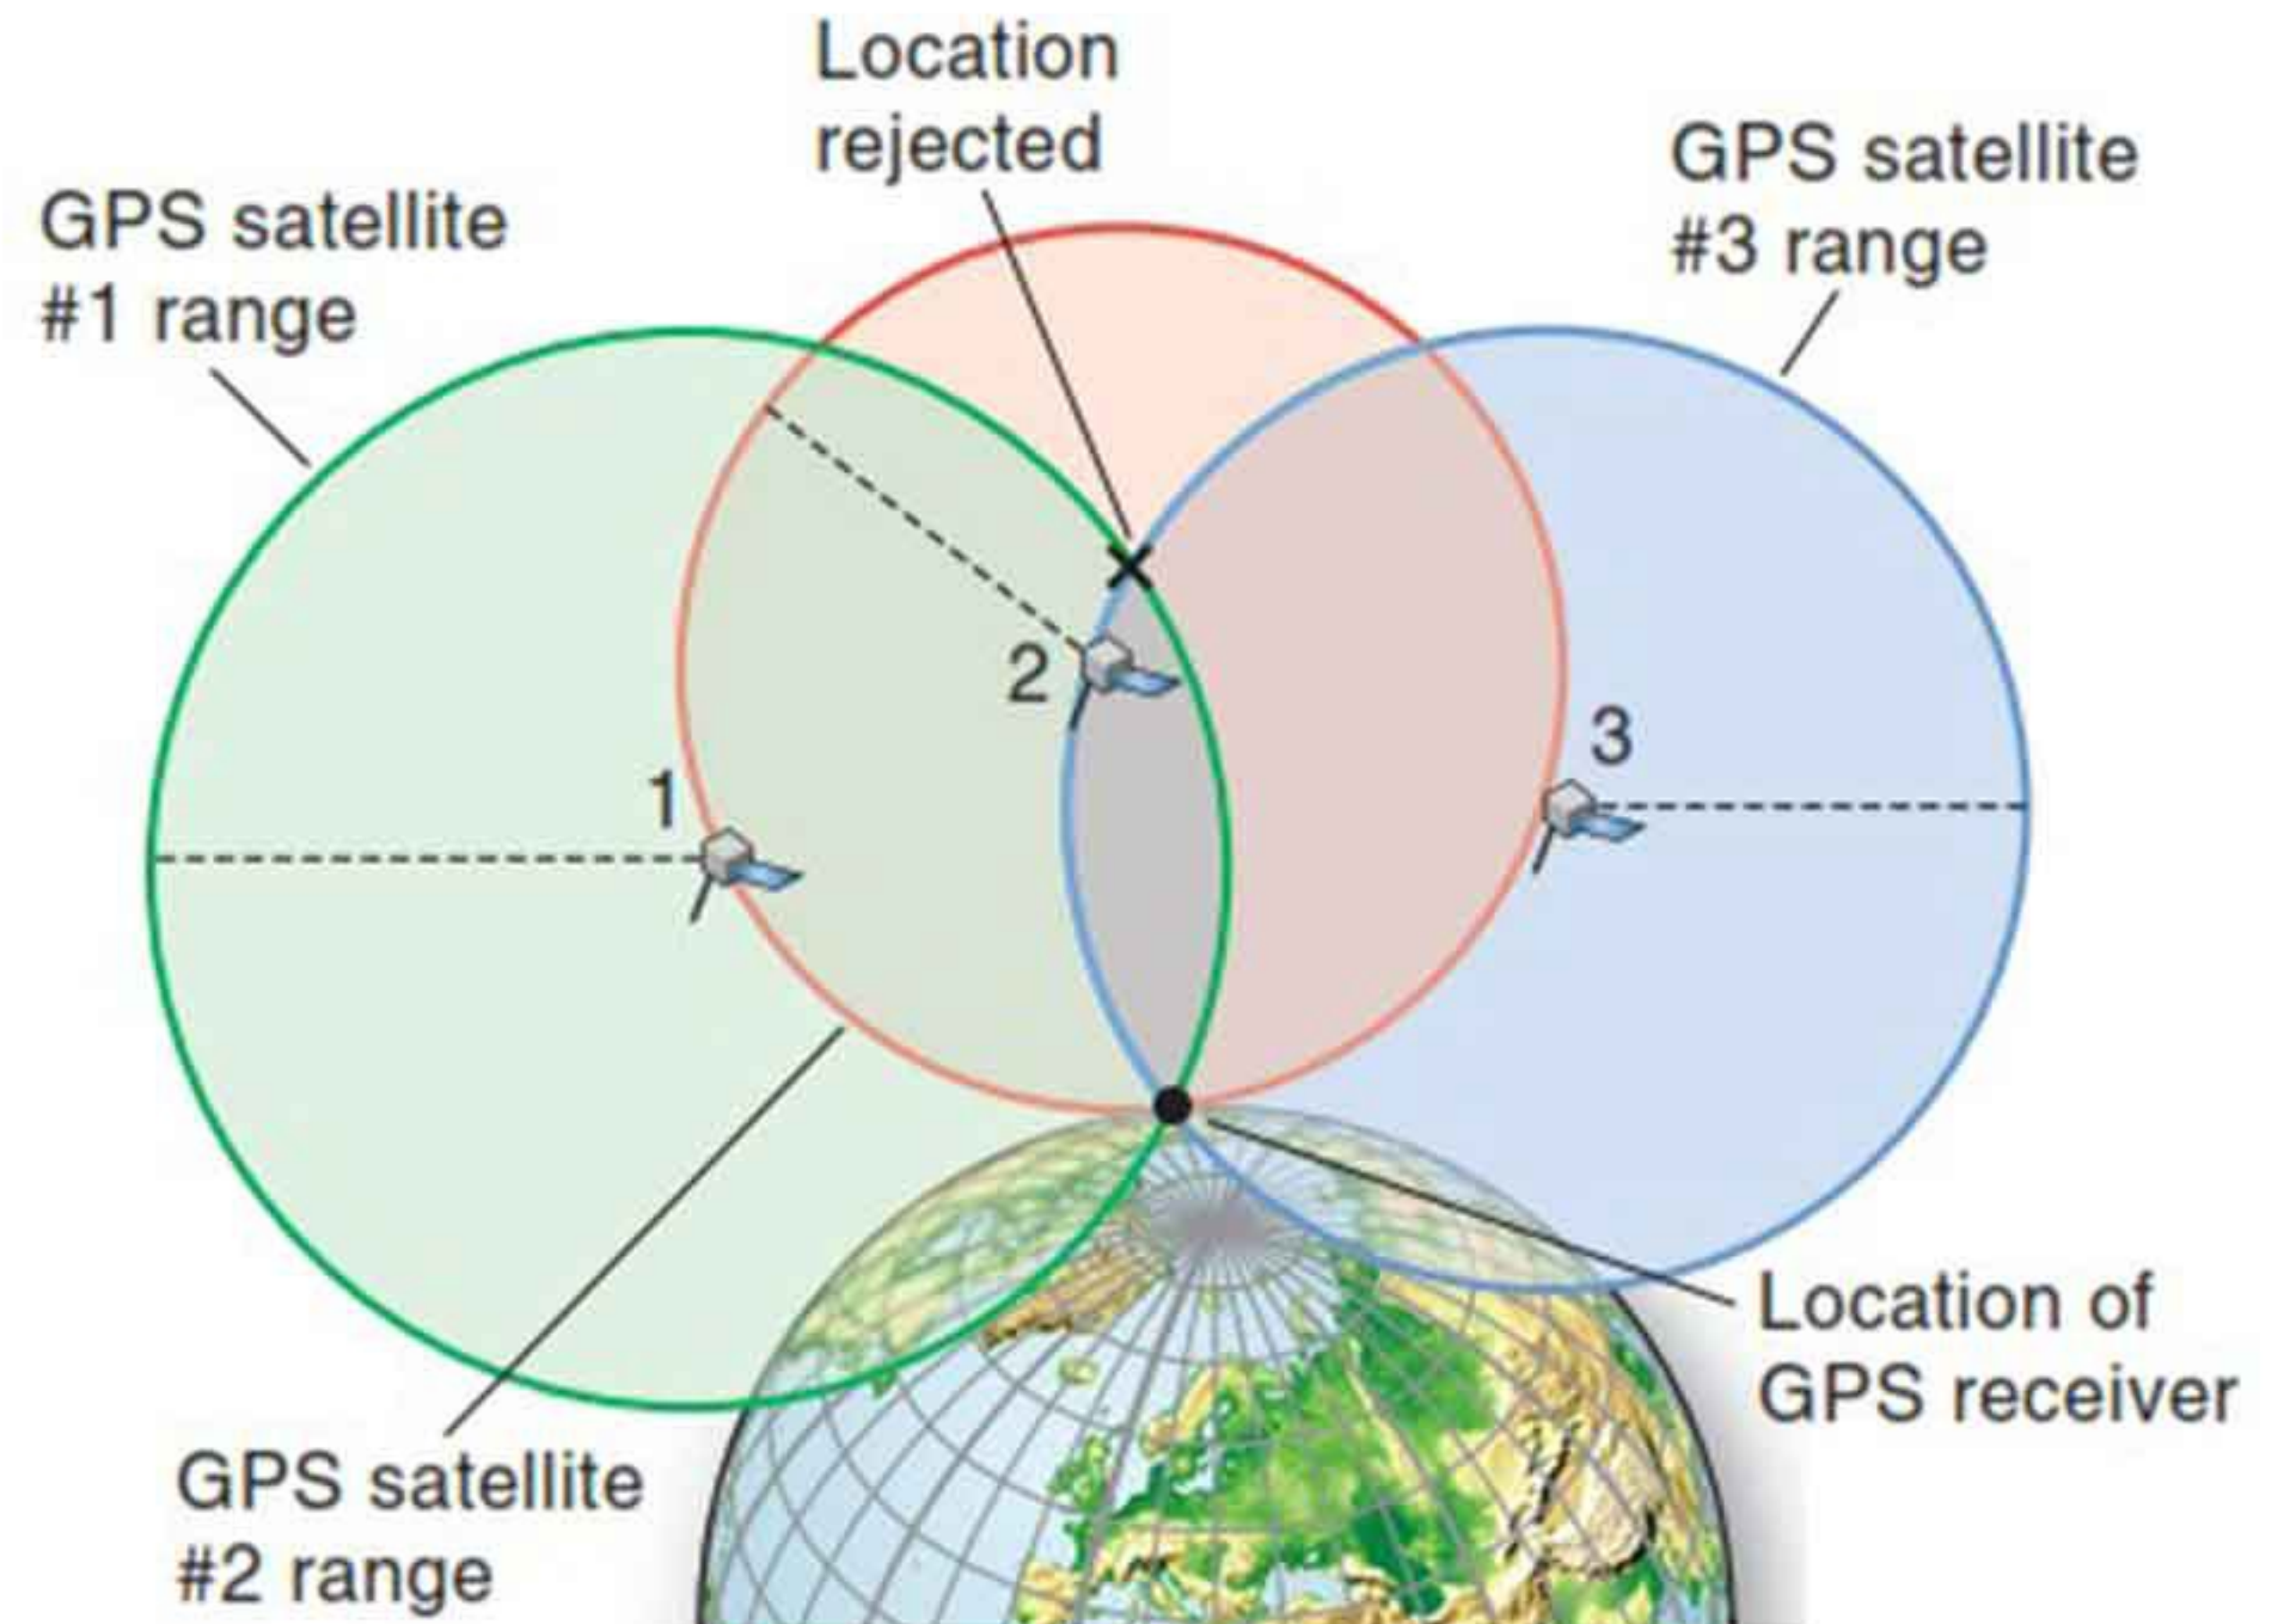 Location
rejected
GPS satellite
#3 range
GPS satellite
#1 range
2
3
1
Location of
GPS receiver
GPS satellite
#2 range